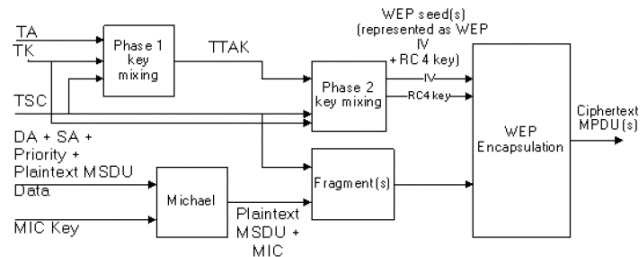 TA
TK
TSC
Phase 1
key
mixing
TTAK
WEP seed(s)
(represented as WEP
IV
+ RC4 key)
Phase 2
key mixing
IV
RC4 key
WEP
Encapsulation
Ciphertext
MPDU(s)
DA + SA +
Priority +
Plaintext MSDU
Data
MIC Key
Michael
Plaintext
MSDU +
MIC
Fragment(s)